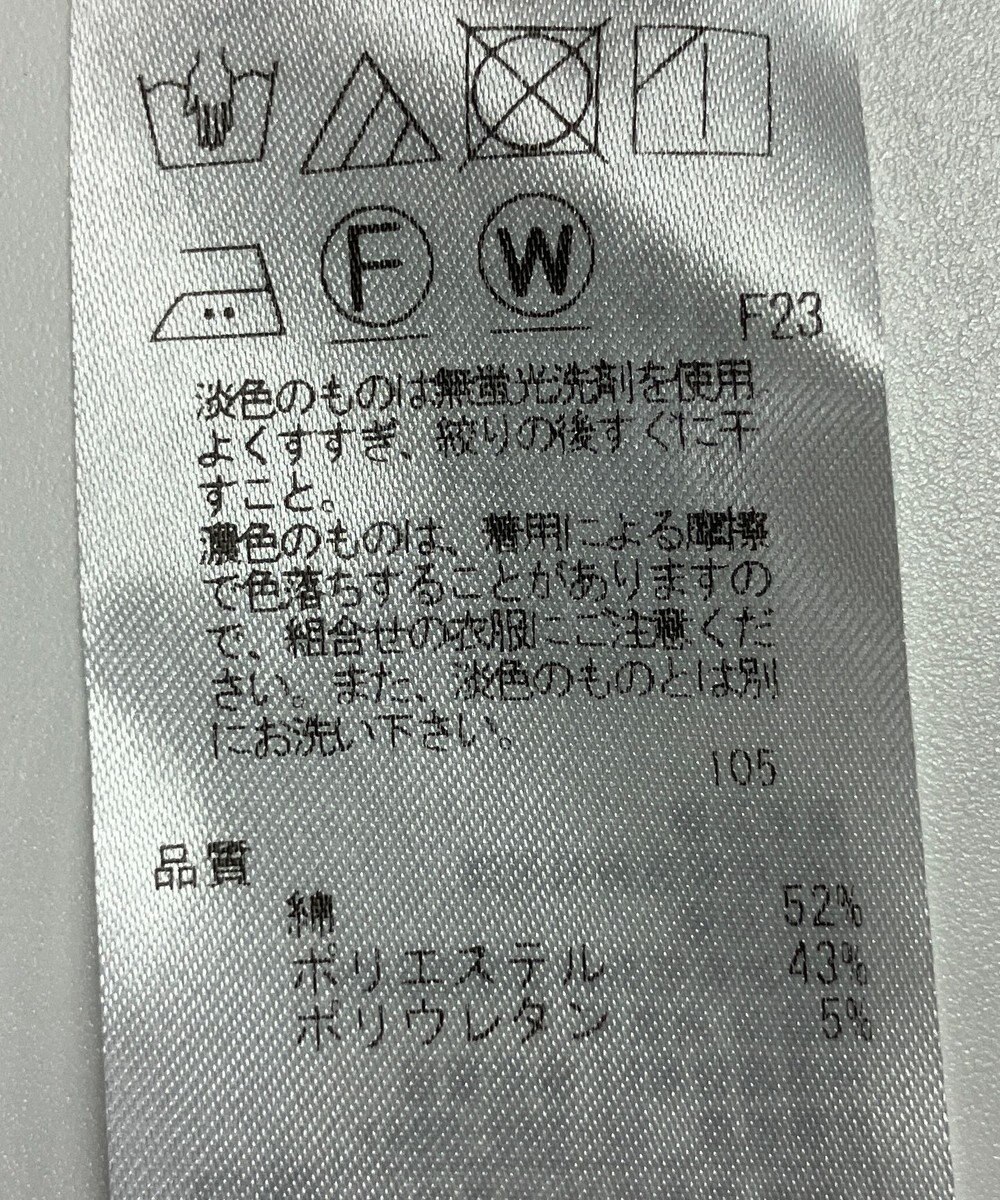 F W
F23
淡色のものは無蛍光洗剤を使用
よくすすぎ、絞りの後すぐに干
すこと。
濃色のものは、着用による摩擦
で色落ちすることがありますの
で、組合せの衣服にご注意くだ
さい。また、淡色のものとは別
にお洗い下さい。
105
品質
綿 52%
ポリエステル 43%
ポリウレタン 5%